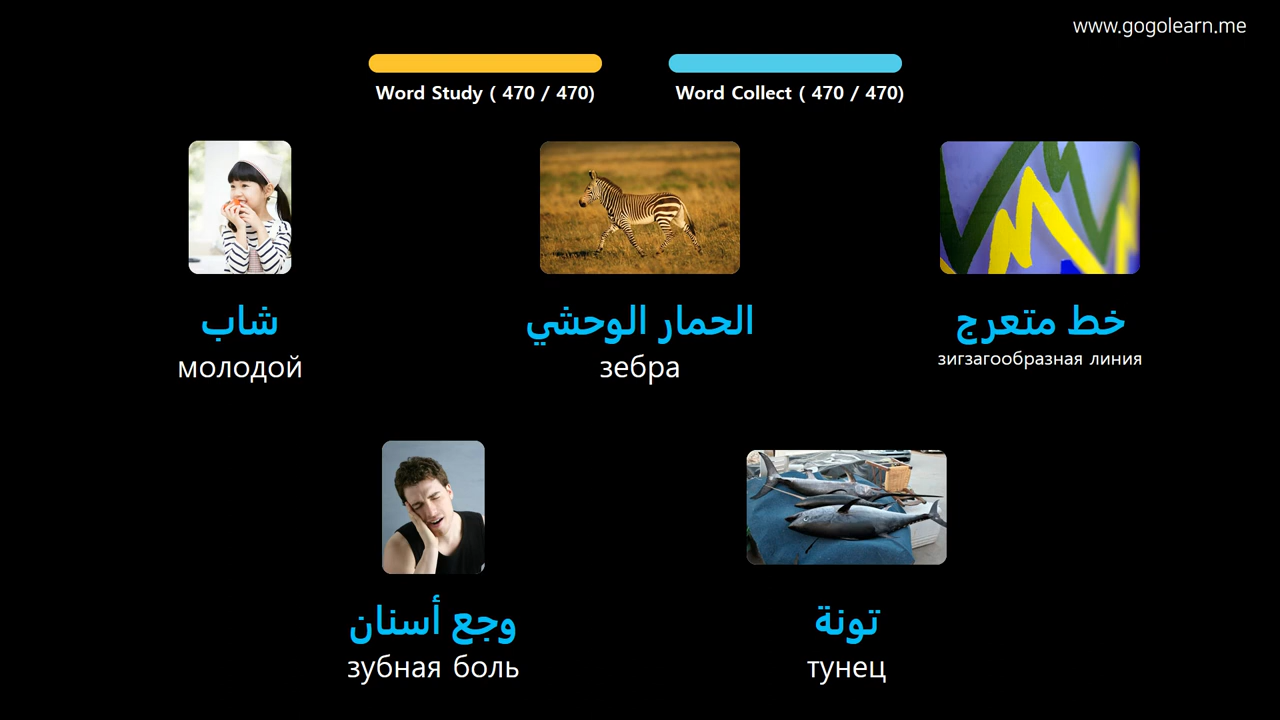 www.gogolearn.me
Word Study ( 470 / 470)
Word Collect ( 470 / 470)
شاب
молодой
الحمار الوحشي
зебра
خط متعرج
зигзагообразная линия
وجع أسنان
зубная боль
تونة
тунец